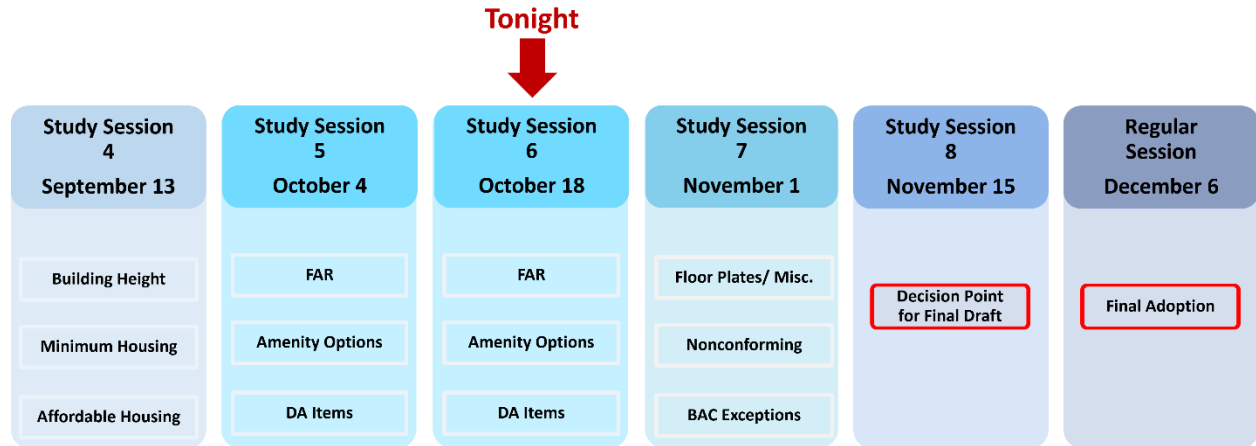 Tonight
Study Session
4
September 13
Building Height
Minimum Housing
Affordable Housing
Study Session
5
October 4
FAR
Amenity Options
DA Items
Study Session
6
October 18
FAR
Amenity Options
DA Items
Study Session
7
November 1
Floor Plates/ Misc.
Nonconforming
BAC Exceptions
Study Session
8
November 15
Decision Point
for Final Draft
Regular
Session
December 6
Final Adoption